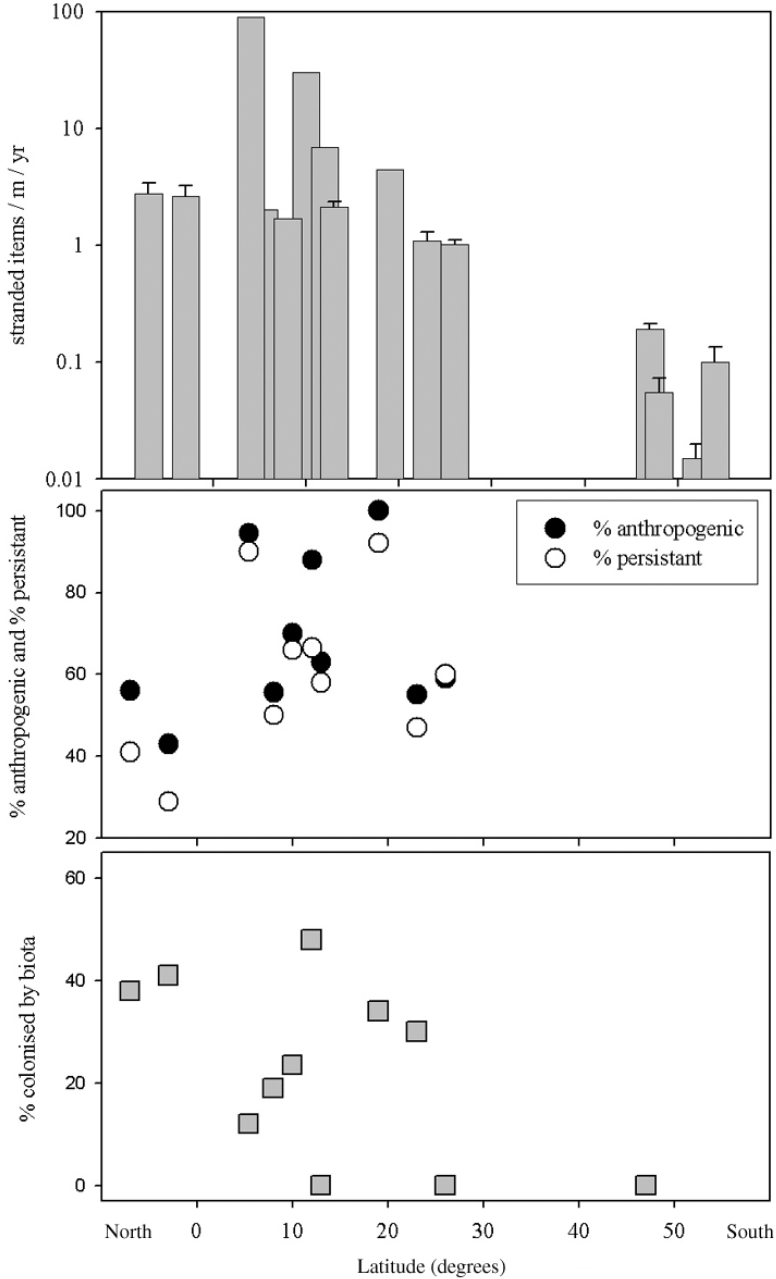 100
10
1
0.1
0.01
stranded items / m / yr
100
80
60
40
20
% anthropogenic and % persistant
% anthropogenic
% persistant
60
40
20
0
% colonised by biota
North 0 10 20 30 40 50 South
Latitude (degrees)